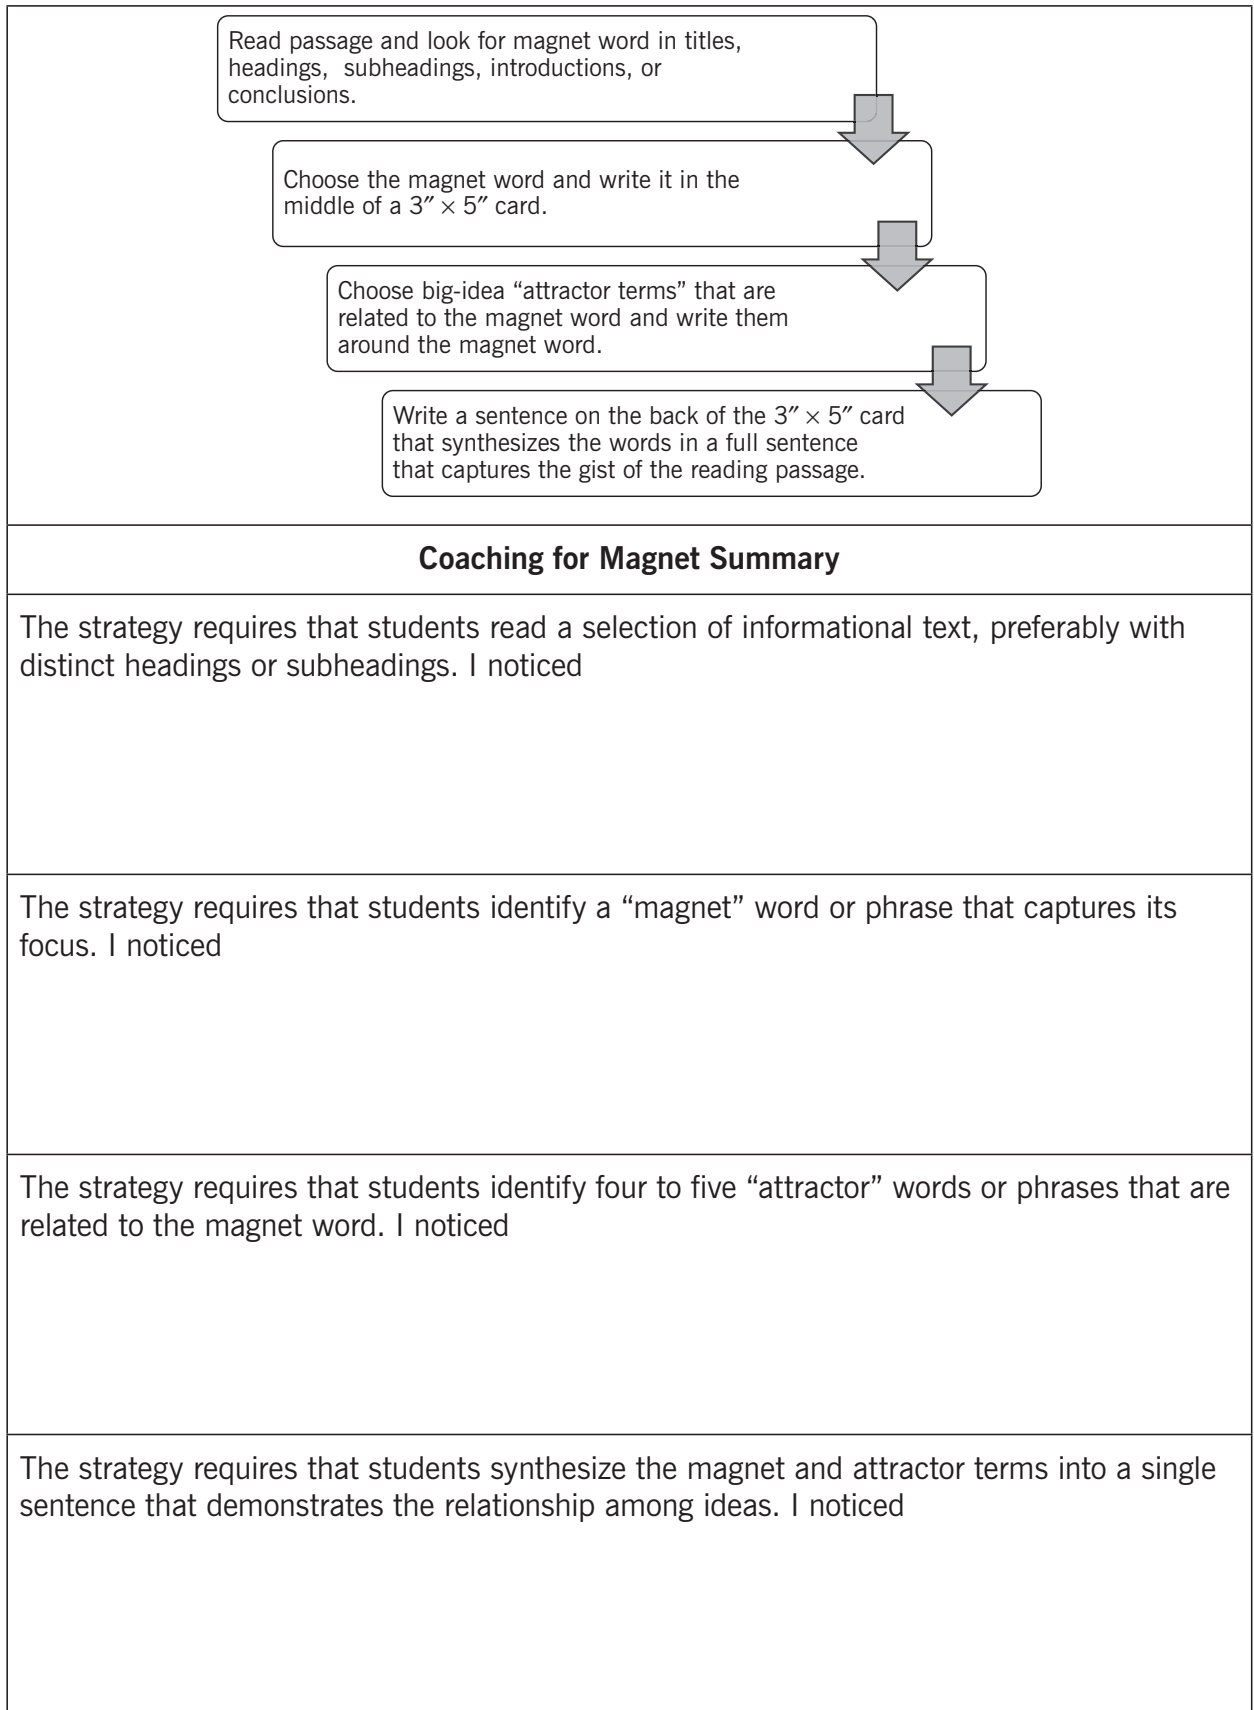 Read passage and look for magnet word in titles,
headings,  subheadings, introductions, or
conclusions.
Choose the magnet word and write it in the
middle of a 3″ × 5″ card.
Choose big-idea “attractor terms” that are
related to the magnet word and write them
around the magnet word.
Write a sentence on the back of the 3″ × 5″ card
that synthesizes the words in a full sentence
that captures the gist of the reading passage.
Coaching for Magnet Summary
The strategy requires that students read a selection of informational text, preferably with
distinct headings or subheadings. I noticed
The strategy requires that students identify a “magnet” word or phrase that captures its
focus. I noticed
The strategy requires that students identify four to five “attractor” words or phrases that are
related to the magnet word. I noticed
The strategy requires that students synthesize the magnet and attractor terms into a single
sentence that demonstrates the relationship among ideas. I noticed